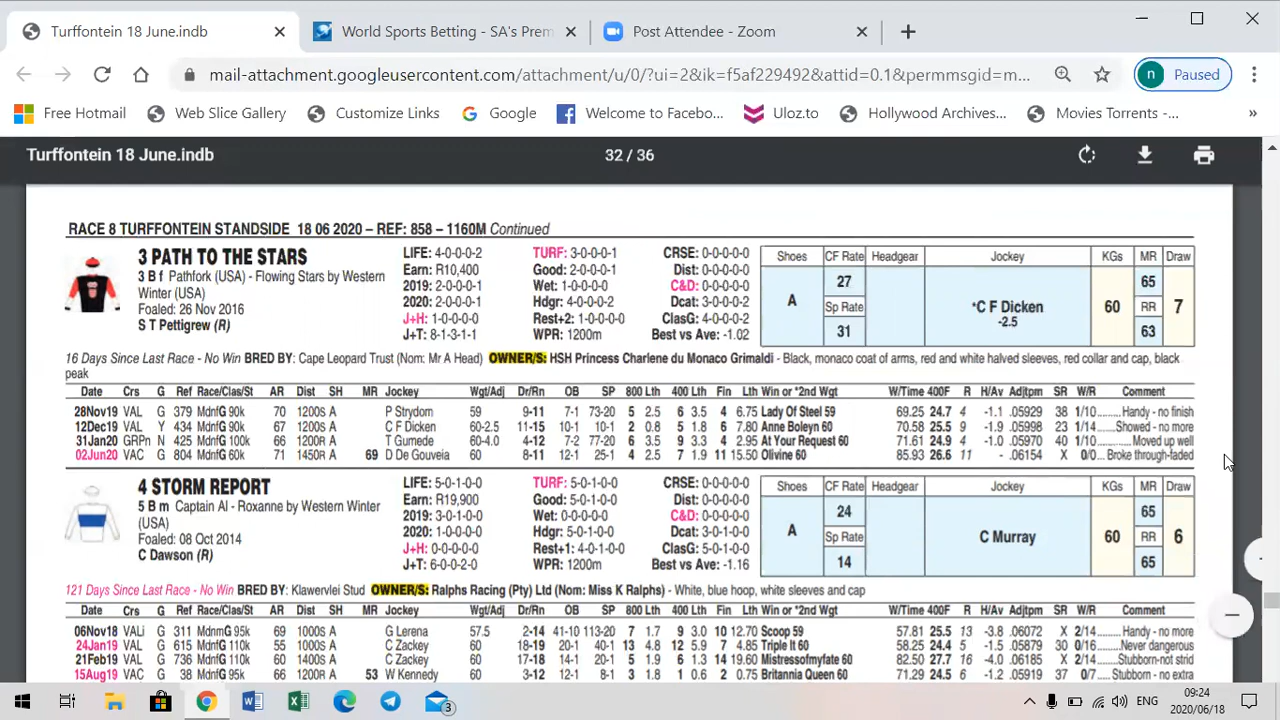 Turffontein 18 June.indb
World Sports Betting - SA's Prem
Post Attendee - Zoom
mail-attachment.googleusercontent.com/attachment/u/0/?ui=2&ik=f5af229492&attid=0.1&permmsgid=m...
n Paused
Free Hotmail Web Slice Gallery Customize Links Google Welcome to Facebo... Uloz.to Hollywood Archives... Movies Torrents -... »
Turffontein 18 June.indb 32 / 36
RACE 8 TURFFONTEIN STANDSIDE 18 06 2020 – REF: 858 – 1160M Continued
3 PATH TO THE STARS
3 B f Pathfork (USA) - Flowing Stars by Western
Winter (USA)
Foaled: 26 Nov 2016
S T Pettigrew (R)
LIFE: 4-0-0-0-2 TURF: 3-0-0-0-1 CRSE: 0-0-0-0-0
Earn: R10,400 Good: 2-0-0-0-1 Dist: 0-0-0-0-0
2019: 2-0-0-0-1 Wet: 1-0-0-0-0 C&D: 0-0-0-0-0
2020: 2-0-0-0-1 Hdgr: 4-0-0-0-2 Dcat: 3-0-0-0-2
J+H: 1-0-0-0-0 Rest+2: 1-0-0-0-0 ClasG: 4-0-0-0-2
J+T: 8-1-3-1-1 WPR: 1200m Best vs Ave: -1.02
Shoes CF Rate Headgear Jockey KGs MR Draw
A 27 *C F Dicken 60 65 7
Sp Rate -2.5 RR
31 63
16 Days Since Last Race - No Win BRED BY: Cape Leopard Trust (Nom: Mr A Head) OWNER/S: HSH Princess Charlene du Monaco Grimaldi - Black, monaco coat of arms, red and white halved sleeves, red collar and cap, black
peak
Date Crs G Ref Race/Clas/St AR Dist SH MR Jockey Wgt/Adj Dr/Rn OB SP 800 Lth 400 Lth Fin Lth Win or *2nd Wgt W/Time 400F R H/Av Adjtpm SR W/R Comment
28Nov19 VAL G 379 MdnfG 90k 70 1200S A P Strydom 59 9-11 7-1 73-20 5 2.5 6 3.5 4 6.75 Lady Of Steel 59 69.25 24.7 4 -1.1 .05929 38 1/10 ..........Handy - no finish
12Dec19 VAL Y 434 MdnfG 90k 67 1200S A C F Dicken 60-2.5 11-15 10-1 10-1 2 0.8 5 1.8 6 7.80 Anne Boleyn 60 70.58 25.5 9 -1.9 .05998 23 1/14 ........Showed - no more
31Jan20 GRPn N 425 MdnfG 100k 66 1200R A T Gumede 60-4.0 4-12 7-2 77-20 6 3.5 9 3.3 4 2.95 At Your Request 60 71.61 24.9 4 -1.0 .05970 40 1/10 ...............Moved up well
02Jun20 VAC G 804 MdnfG 60k 71 1450R A 69 D De Gouveia 60 8-11 12-1 25-1 4 2.5 7 1.9 11 15.50 Olivine 60 85.93 26.6 11 - .06154 X 0/0 ...Broke through-faded
4 STORM REPORT
5 B m Captain Al - Roxanne by Western Winter
(USA)
Foaled: 08 Oct 2014
C Dawson (R)
LIFE: 5-0-1-0-0 TURF: 5-0-1-0-0 CRSE: 0-0-0-0-0
Earn: R19,900 Good: 5-0-1-0-0 Dist: 0-0-0-0-0
2019: 3-0-1-0-0 Wet: 0-0-0-0-0 C&D: 0-0-0-0-0
2020: 1-0-0-0-0 Hdgr: 5-0-1-0-0 Dcat: 3-0-1-0-0
J+H: 0-0-0-0-0 Rest+1: 4-0-1-0-0 ClasG: 5-0-1-0-0
J+T: 6-0-0-2-0 WPR: 1200m Best vs Ave: -1.16
Shoes CF Rate Headgear Jockey KGs MR Draw
A 24 C Murray 60 65 6
Sp Rate RR
14 65
121 Days Since Last Race - No Win BRED BY: Klawervlei Stud OWNER/S: Ralphs Racing (Pty) Ltd (Nom: Miss K Ralphs) - White, blue hoop, white sleeves and cap
Date Crs G Ref Race/Clas/St AR Dist SH MR Jockey Wgt/Adj Dr/Rn OB SP 800 Lth 400 Lth Fin Lth Win or *2nd Wgt W/Time 400F R H/Av Adjtpm SR W/R Comment
06Nov18 VALi G 311 MdnmG 95k 69 1000S A G Lerena 57.5 2-14 41-10 113-20 7 1.7 9 3.0 10 12.70 Scoop 59 57.81 25.5 13 -3.8 .06072 X 2/14 ..........Handy - no more
24Jan19 VAL G 615 MdnfG 110k 55 1000S A C Zackey 60 18-19 20-1 40-1 13 4.8 12 5.9 7 4.85 Triple It 60 58.25 24.4 5 -1.5 .05879 30 0/16 ..........Never dangerous
21Feb19 VAL G 736 MdnfG 110k 60 1400S A C Zackey 60 17-18 14-1 20-1 5 1.9 6 1.3 14 19.60 Mistressofmyfate 60 82.50 27.7 16 -4.0 .06185 X 2/14 ......Stubborn-not strid
15Aug19 VAC G 38 MdnfG 95k 66 1200R A 53 W Kennedy 60 3-12 12-1 8-1 3 1.8 1 0.6 2 0.75 Britannia Queen 60 71.29 24.5 6 -1.2 .05919 37 0/7 ......Stubborn - no extra
3 ENG 09:24
2020/06/18